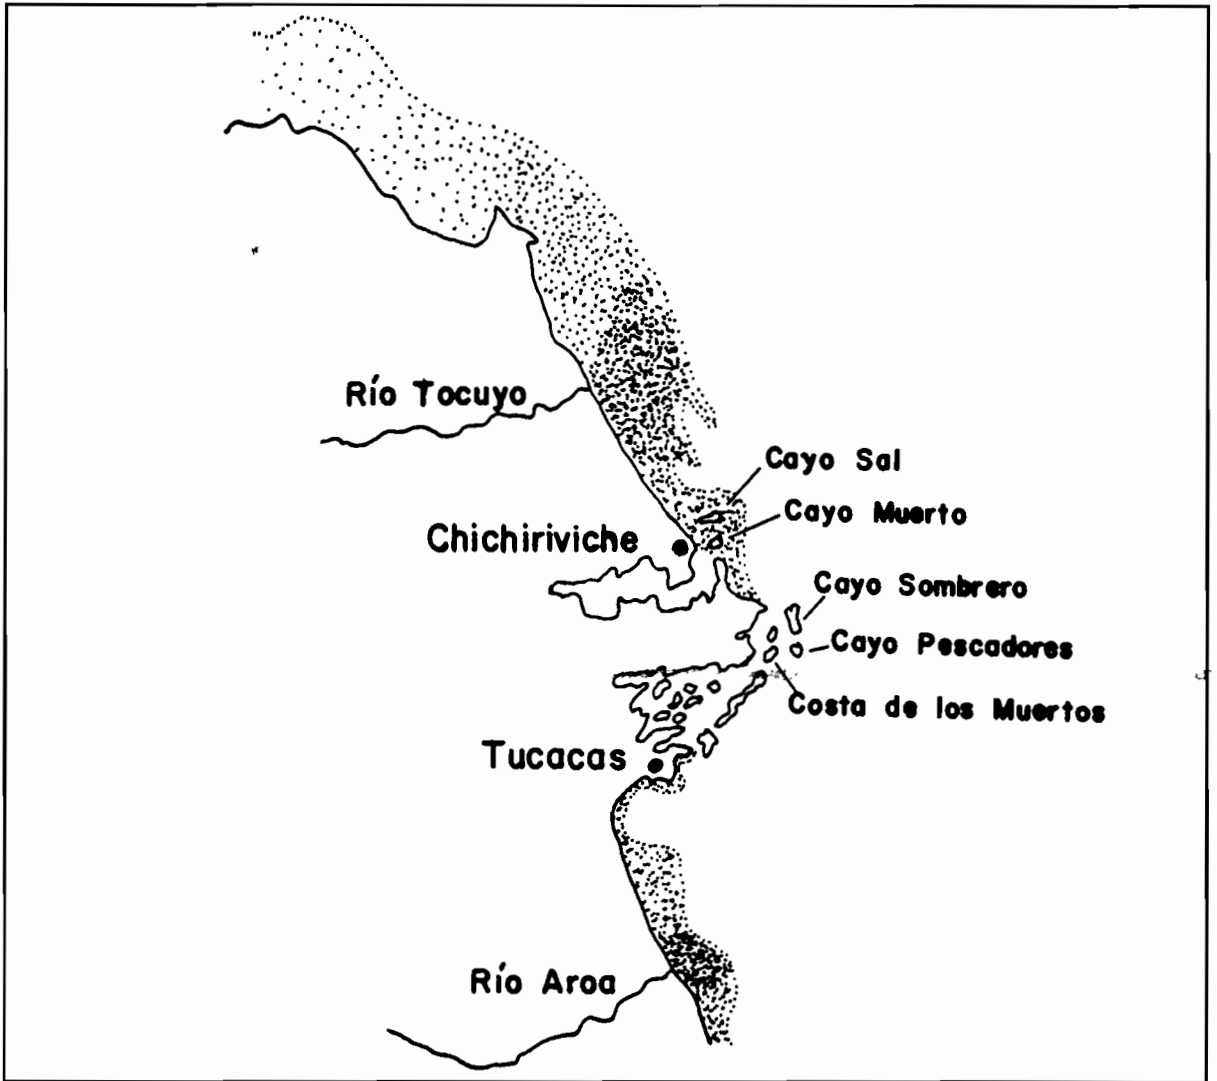 Río Tocuyo
Cayo Sal
Cayo Muerto
Chichiriviche
Cayo Sombrero
Cayo Pescadores
Costa de los Muertos
Tucacas
Río Aroa